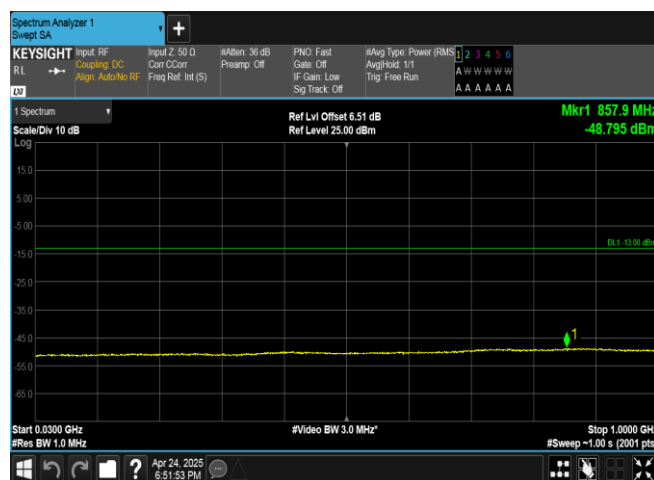 Spectrum Analyzer 1
Swept SA
+
KEYSIGHT
RL
LXI
Input: RF
Coupling: DC
Align: Auto/No RF
Input Z: 50 Ω
Corr CCorr
Freq Ref: Int (S)
#Atten: 36 dB
Preamp: Off
PNO: Fast
Gate: Off
IF Gain: Low
Sig Track: Off
#Avg Type: Power (RMS
Avg|Hold: 1/1
Trig: Free Run
1 2 3 4 5 6
A W W W W W
A A A A A A
1 Spectrum
Scale/Div 10 dB
Log
Ref Lvl Offset 6.51 dB
Ref Level 25.00 dBm
Mkr1 857.9 MHz
-48.795 dBm
15.0
5.00
-5.00
DL1 -13.00 dBm
-15.0
-25.0
-35.0
-45.0
1
-55.0
-65.0
Start 0.0300 GHz
#Res BW 1.0 MHz
#Video BW 3.0 MHz*
Stop 1.0000 GHz
#Sweep ~1.00 s (2001 pts
?
Apr 24, 2025
6:51:53 PM